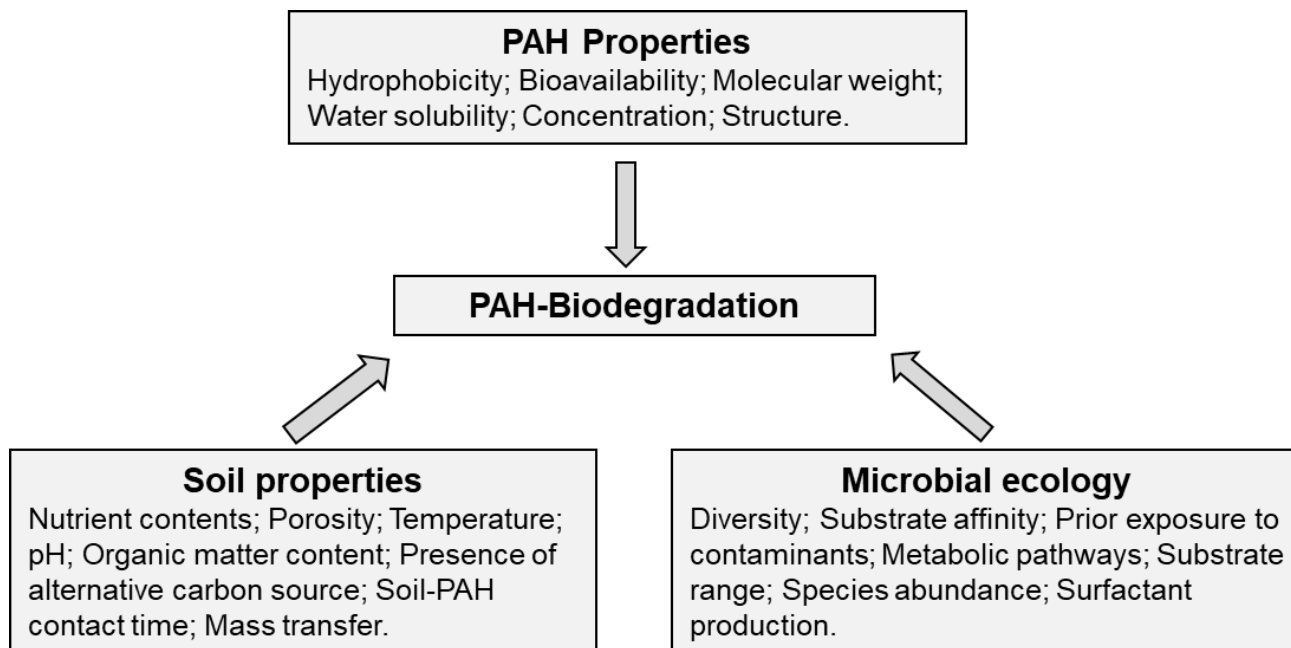 PAH Properties
Hydrophobicity; Bioavailability; Molecular weight;
Water solubility; Concentration; Structure.
PAH-Biodegradation
Soil properties
Nutrient contents; Porosity; Temperature;
pH; Organic matter content; Presence of
alternative carbon source; Soil-PAH
contact time; Mass transfer.
Microbial ecology
Diversity; Substrate affinity; Prior exposure to
contaminants; Metabolic pathways; Substrate
range; Species abundance; Surfactant
production.